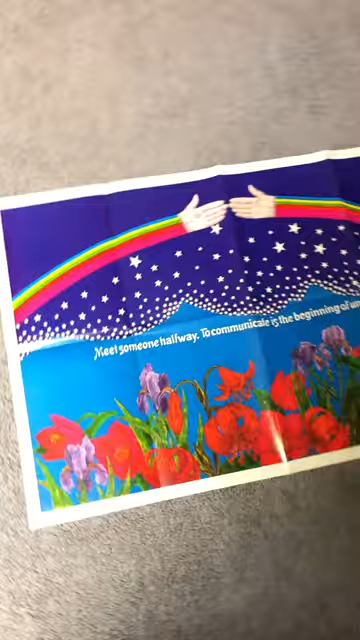 Meet someone halfway. To communicate is the beginning of